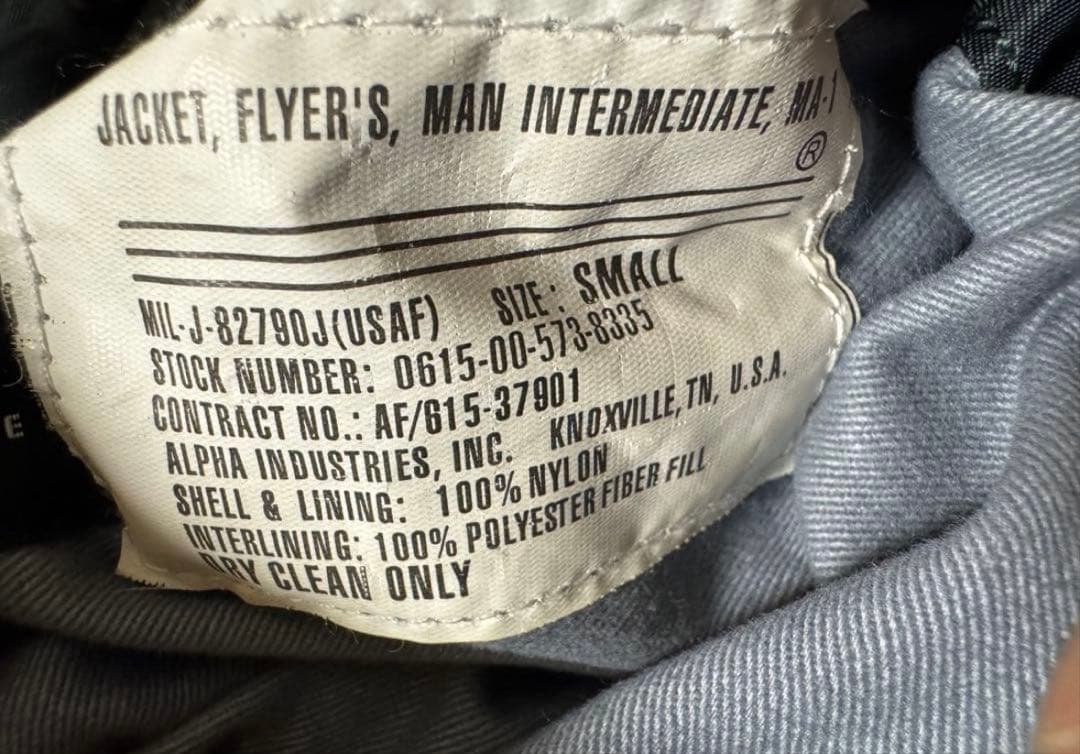 JACKET, FLYER'S, MAN INTERMEDIATE, MA-1
®
MIL-J-82790J(USAF) SIZE: SMALL
STOCK NUMBER: 0615-00-573-8335
CONTRACT NO.: AF/615-37901
ALPHA INDUSTRIES, INC. KNOXVILLE, TN, U.S.A.
SHELL & LINING: 100% NYLON
INTERLINING: 100% POLYESTER FIBER FILL
DRY CLEAN ONLY
E